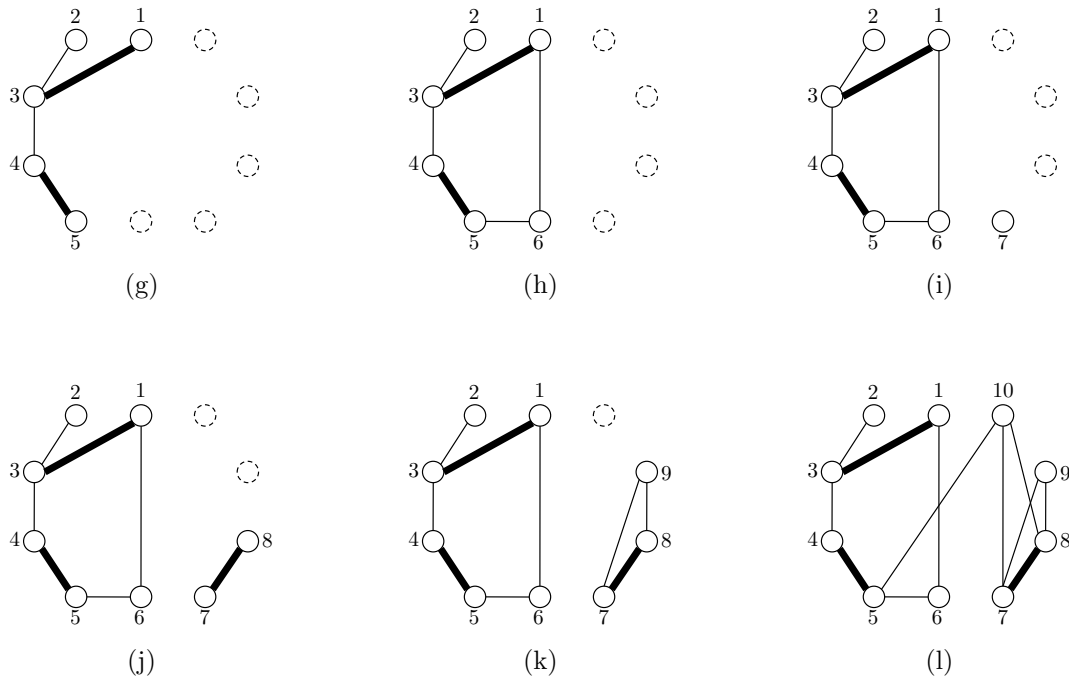 2 1 2 1 2 1
3 3 3
4 4 4
5 5 6 5 6 7
(g) (h) (i)
2 1 2 1 2 1 10
3 3 9 3 9
4 8 4 8 4 8
5 6 7 5 6 7 5 6 7
(j) (k) (l)